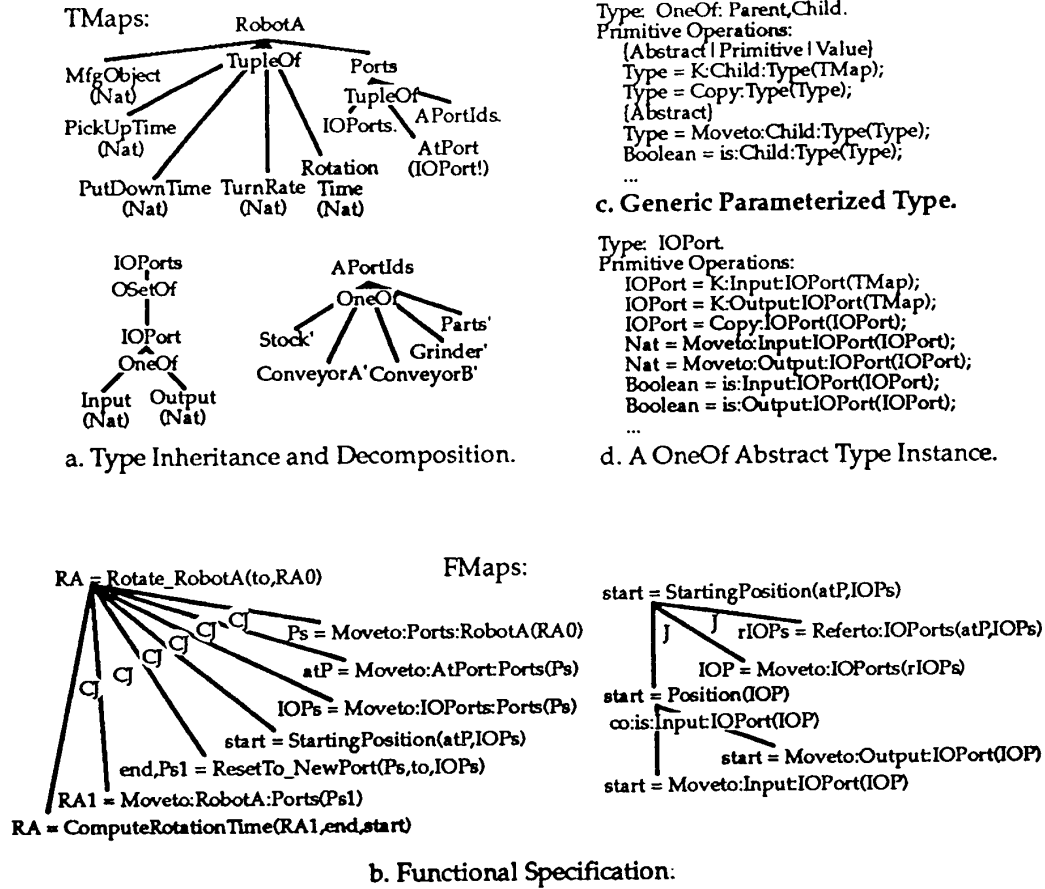 TMaps:
RobotA
TupleOf
MfgObject
(Nat)
PickUpTime
(Nat)
PutDownTime
(Nat)
TurnRate
(Nat)
Rotation
Time
(Nat)
Ports
TupleOf
IOPorts.
APortIds.
AtPort
(IOPort!)
IOPorts
OSetOf
IOPort
OneOf
Input
(Nat)
Output
(Nat)
APortIds
OneOf
Stock'
ConveyorA'
ConveyorB'
Grinder'
Parts'
a. Type Inheritance and Decomposition.
Type: OneOf: Parent,Child.
Primitive Operations:
{Abstract | Primitive | Value}
Type = K:Child:Type(TMap);
Type = Copy:Type(Type);
{Abstract}
Type = Moveto:Child:Type(Type);
Boolean = is:Child:Type(Type);
...
c. Generic Parameterized Type.
Type: IOPort.
Primitive Operations:
IOPort = K:Input:IOPort(TMap);
IOPort = K:Output:IOPort(TMap);
IOPort = Copy:IOPort(IOPort);
Nat = Moveto:Input:IOPort(IOPort);
Nat = Moveto:Output:IOPort(IOPort);
Boolean = is:Input:IOPort(IOPort);
Boolean = is:Output:IOPort(IOPort);
...
d. A OneOf Abstract Type Instance.
FMaps:
RA = Rotate_RobotA(to,RA0)
CJ
CJ
CJ
CJ
CJ
CJ
Ps = Moveto:Ports:RobotA(RA0)
atP = Moveto:AtPort:Ports(Ps)
IOPs = Moveto:IOPorts:Ports(Ps)
start = StartingPosition(atP,IOPs)
end,Ps1 = ResetTo_NewPort(Ps,to,IOPs)
RA1 = Moveto:RobotA:Ports(Ps1)
RA = ComputeRotationTime(RA1,end,start)
start = StartingPosition(atP,IOPs)
J
J
rIOPs = Referto:IOPorts(atP,IOPs)
IOP = Moveto:IOPorts(rIOPs)
start = Position(IOP)
co:is:Input:IOPort(IOP)
start = Moveto:Output:IOPort(IOP)
start = Moveto:Input:IOPort(IOP)
b. Functional Specification.